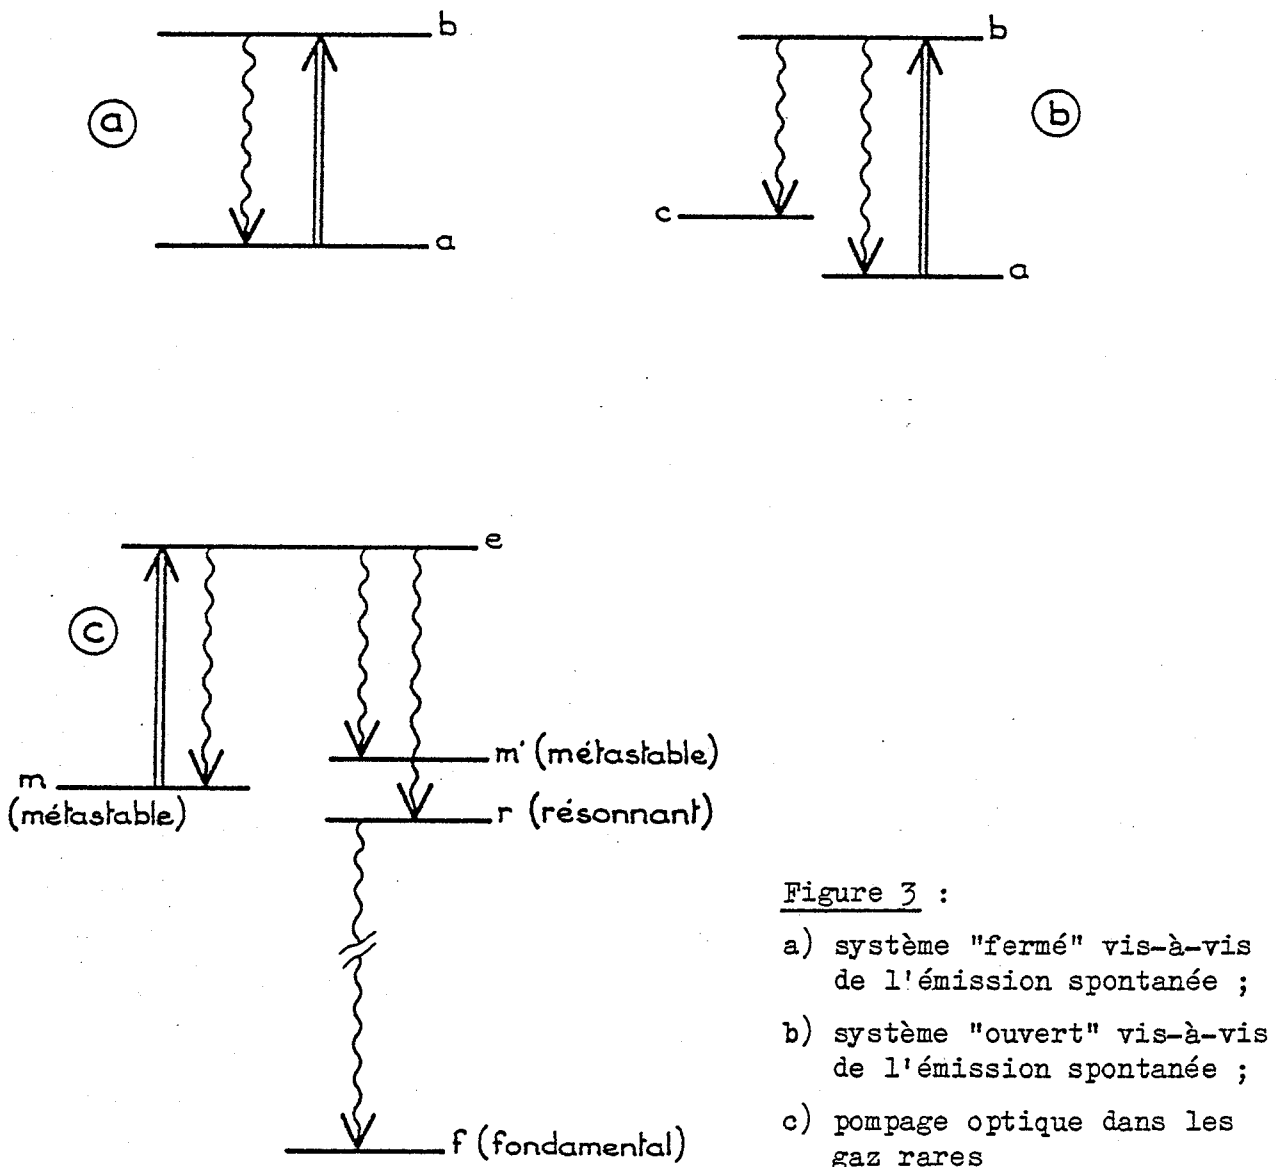 b
b
a
b
a
c
a
e
c
m' (métastable)
m
(métastable)
r (résonnant)
f (fondamental)
Figure 3 :
a) système "fermé" vis-à-vis
de l'émission spontanée ;
b) système "ouvert" vis-à-vis
de l'émission spontanée ;
c) pompage optique dans les
gaz rares